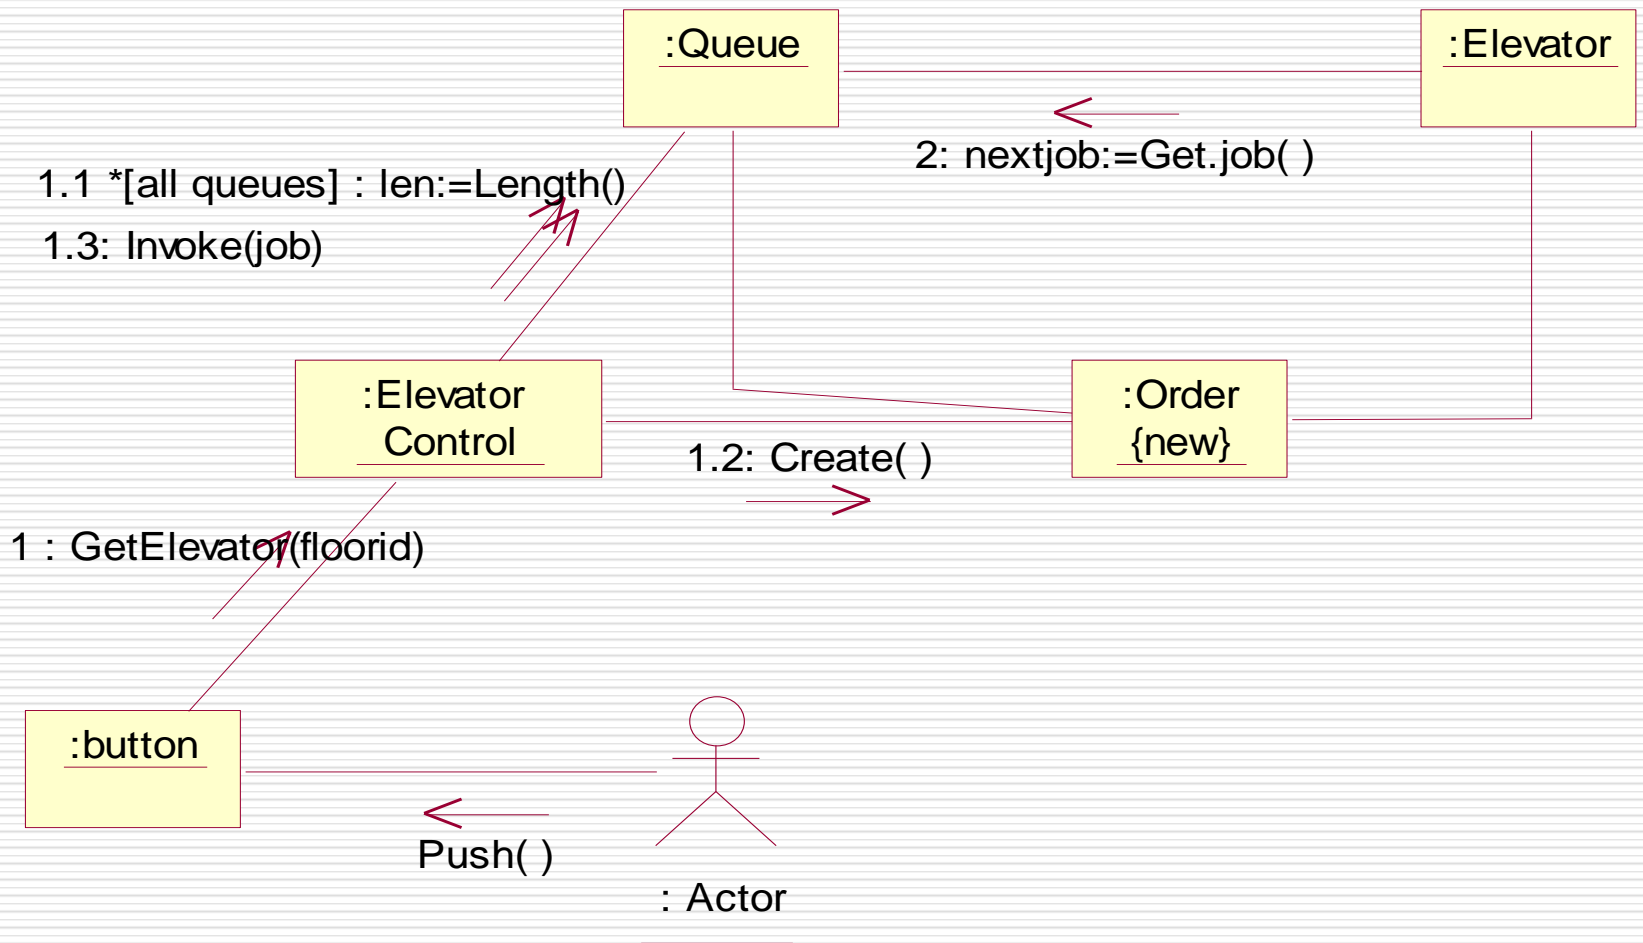 :Queue
:Elevator
2: nextjob:=Get.job( )
1.1 *[all queues] : len:=Length()
1.3: Invoke(job)
:Elevator
Control
:Order
{new}
1.2: Create( )
1 : GetElevator(floorid)
:button
Push( )
: Actor